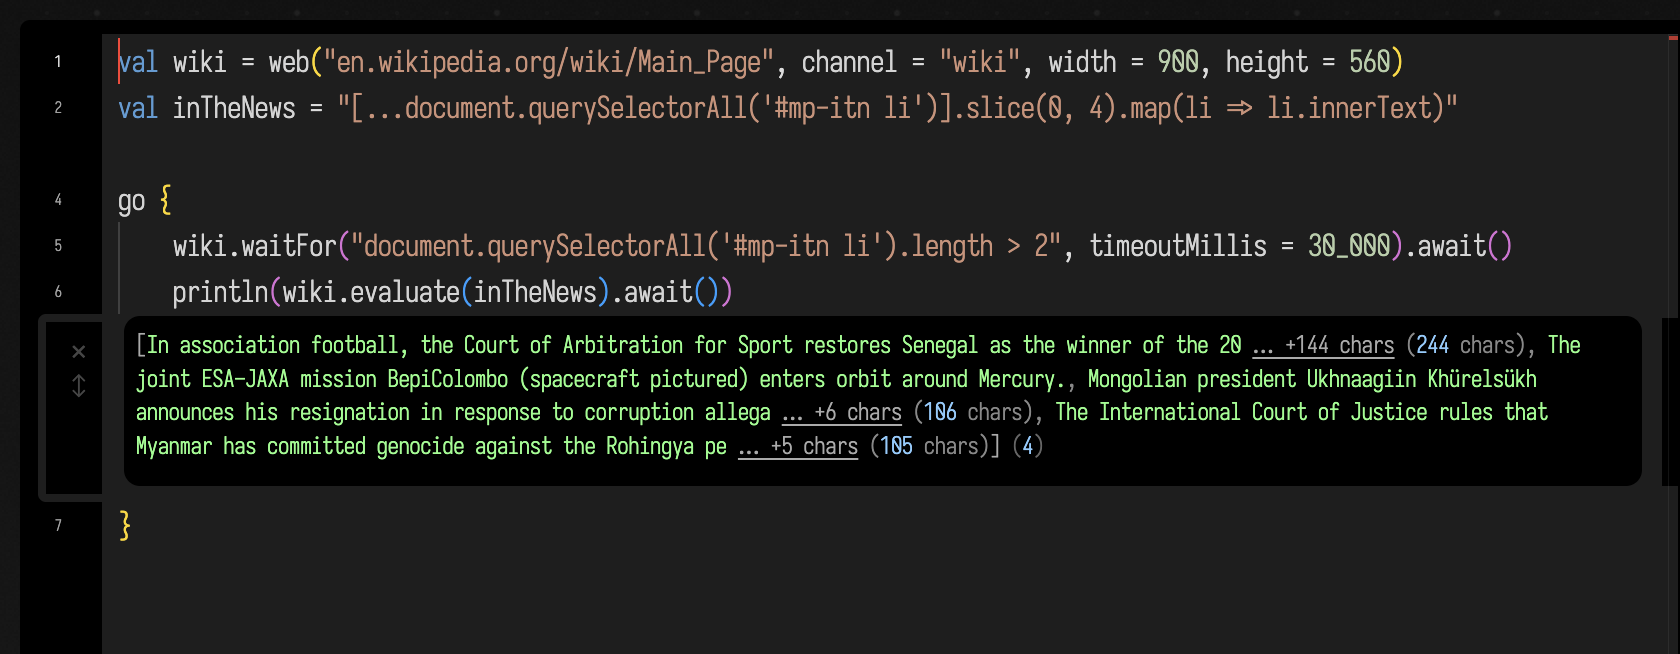 1 val wiki = web("en.wikipedia.org/wiki/Main_Page", channel = "wiki", width = 900, height = 560)
2 val inTheNews = "[...document.querySelectorAll('#mp-itn li')].slice(0, 4).map(li => li.innerText)"
4 go {
5 wiki.waitFor("document.querySelectorAll('#mp-itn li').length > 2", timeoutMillis = 30_000).await()
6 println(wiki.evaluate(inTheNews).await())
[In association football, the Court of Arbitration for Sport restores Senegal as the winner of the 20 ... +144 chars (244 chars), The
joint ESA-JAXA mission BepiColombo (spacecraft pictured) enters orbit around Mercury., Mongolian president Ukhnaagiin Khürelsükh
announces his resignation in response to corruption allega ... +6 chars (106 chars), The International Court of Justice rules that
Myanmar has committed genocide against the Rohingya pe ... +5 chars (105 chars)] (4)
7 }